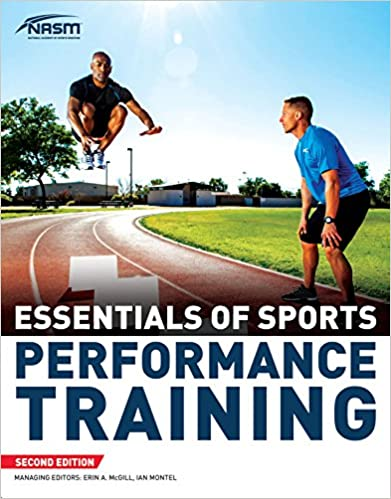 NASM
NATIONAL ACADEMY OF SPORTS MEDICINE
ESSENTIALS OF SPORTS
PERFORMANCE
TRAINING
SECOND EDITION
MANAGING EDITORS: ERIN A. McGILL, IAN MONTEL